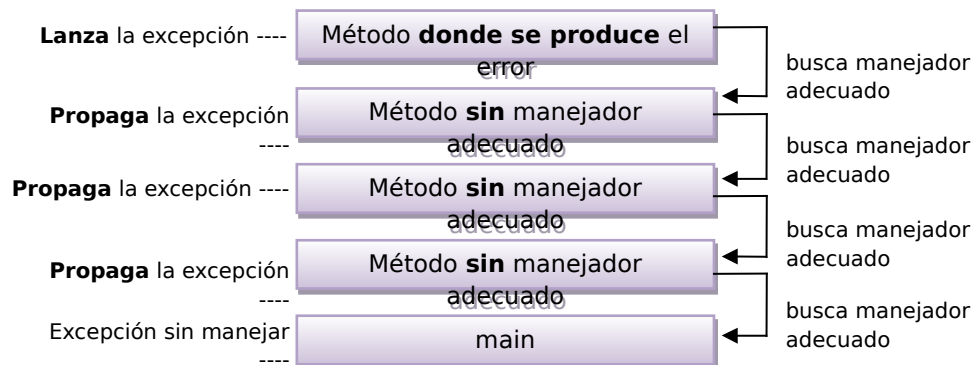 Lanza la excepción ----
Método donde se produce el
error
busca manejador
adecuado
Propaga la excepción
----
Método sin manejador
adecuado
busca manejador
adecuado
Propaga la excepción ----
Método sin manejador
adecuado
busca manejador
adecuado
Propaga la excepción
----
Método sin manejador
adecuado
busca manejador
adecuado
Excepción sin manejar
----
main